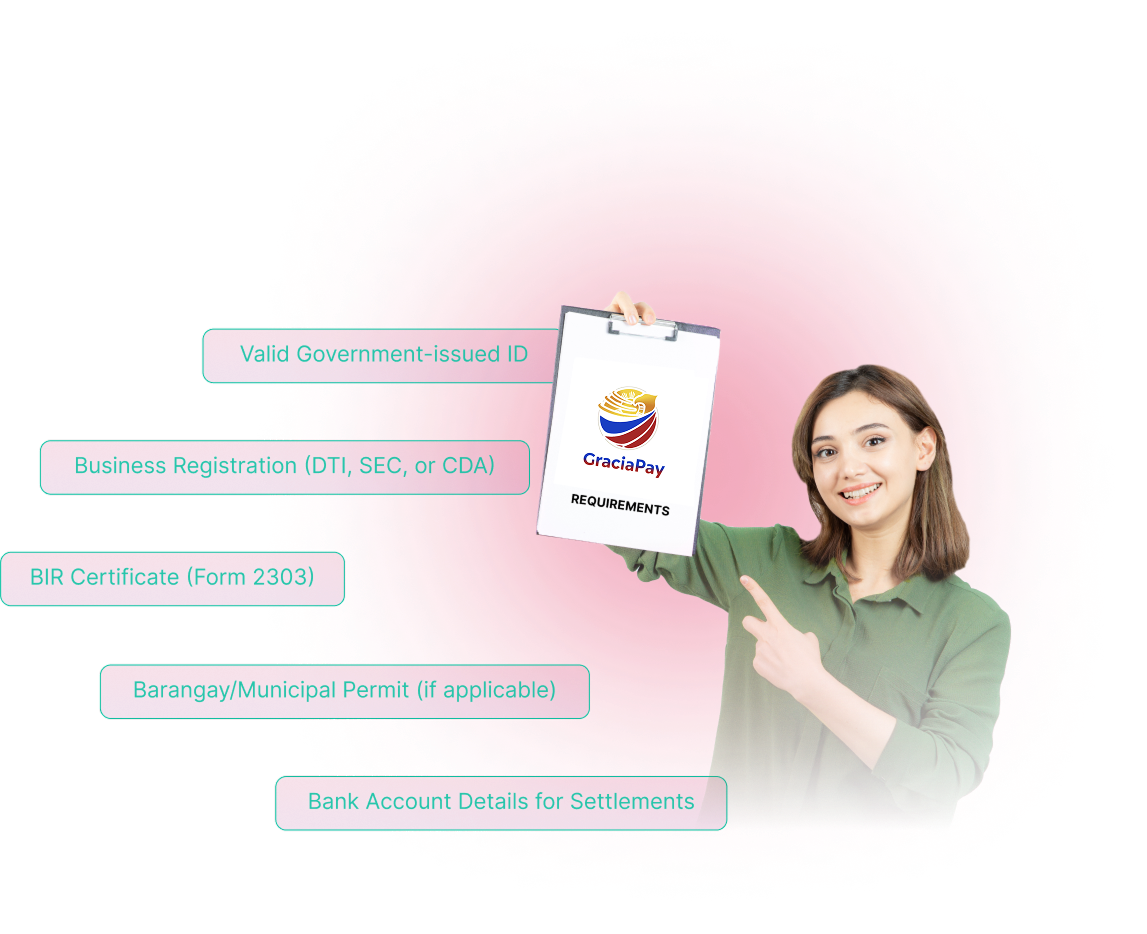 Valid Government-issued ID
GraciaPay
REQUIREMENTS
Business Registration (DTI, SEC, or CDA)
BIR Certificate (Form 2303)
Barangay/Municipal Permit (if applicable)
Bank Account Details for Settlements